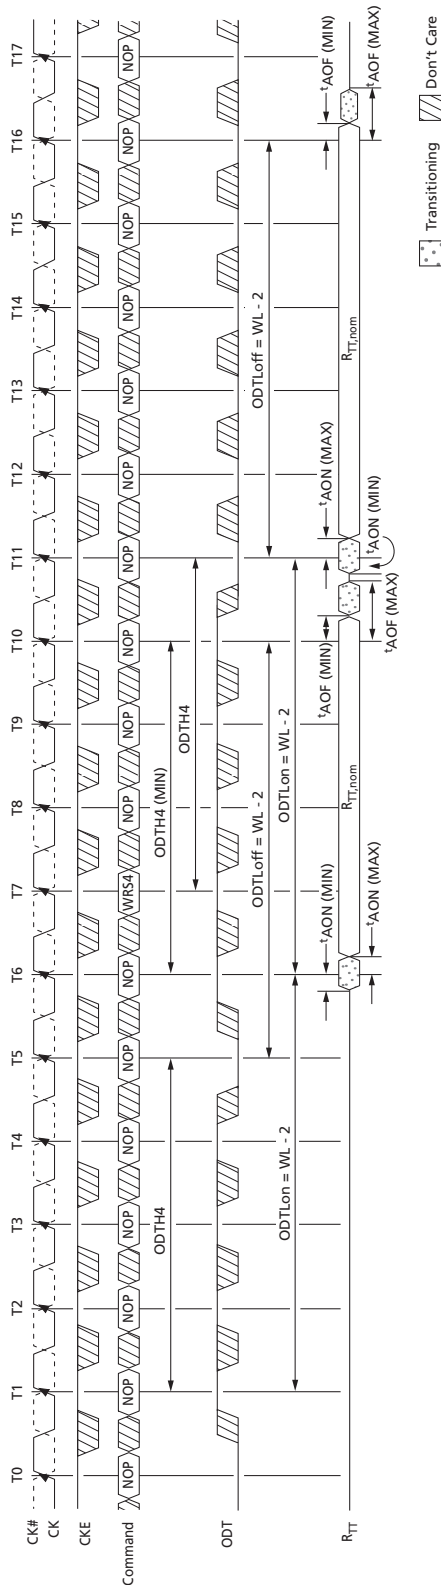 T0 T1 T2 T3 T4 T5 T6 T7 T8 T9 T10 T11 T12 T13 T14 T15 T16 T17
CK#
CK
CKE
Command NOP NOP NOP NOP NOP NOP NOP WRS4 NOP NOP NOP NOP NOP NOP NOP NOP NOP NOP
ODTH4 ODTH4 (MIN)
ODTH4
ODT
ODTLoff = WL - 2 ODTLoff = WL - 2
ODTLon = WL - 2 ODTLon = WL - 2
tAON (MIN) tAON (MAX) tAOF (MIN)
RTT RTT,nom RTT,nom
tAON (MAX) tAOF (MIN) tAON (MIN) tAOF (MAX)
tAOF (MAX)
Transitioning Don't Care